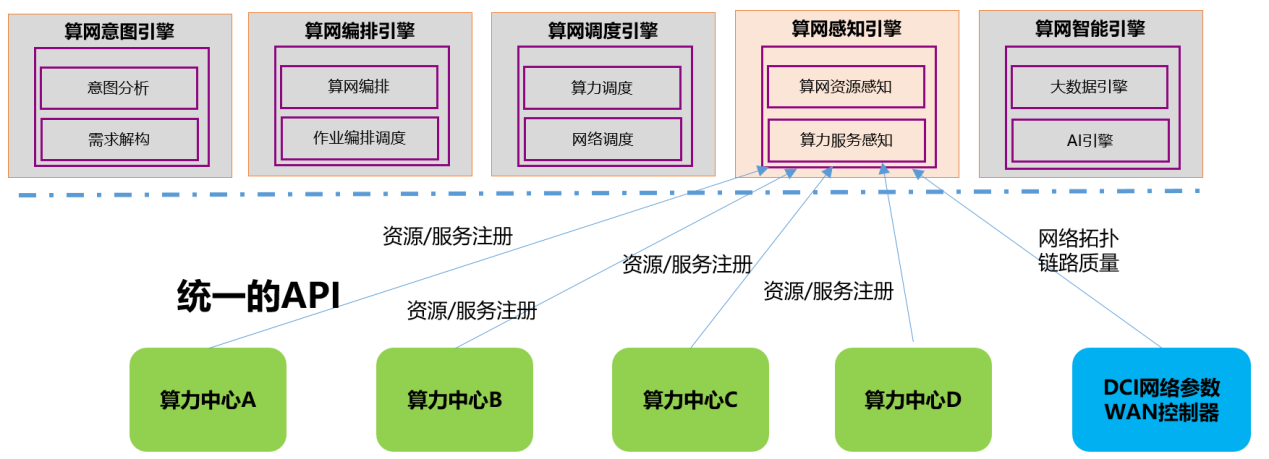 算网意图引擎
意图分析
需求解构
算网编排引擎
算网编排
作业编排调度
算网调度引擎
算力调度
网络调度
算网感知引擎
算网资源感知
算力服务感知
算网智能引擎
大数据引擎
AI引擎
资源/服务注册
资源/服务注册
资源/服务注册
资源/服务注册
网络拓扑
链路质量
统一的API
算力中心A
算力中心B
算力中心C
算力中心D
DCI网络参数
WAN控制器